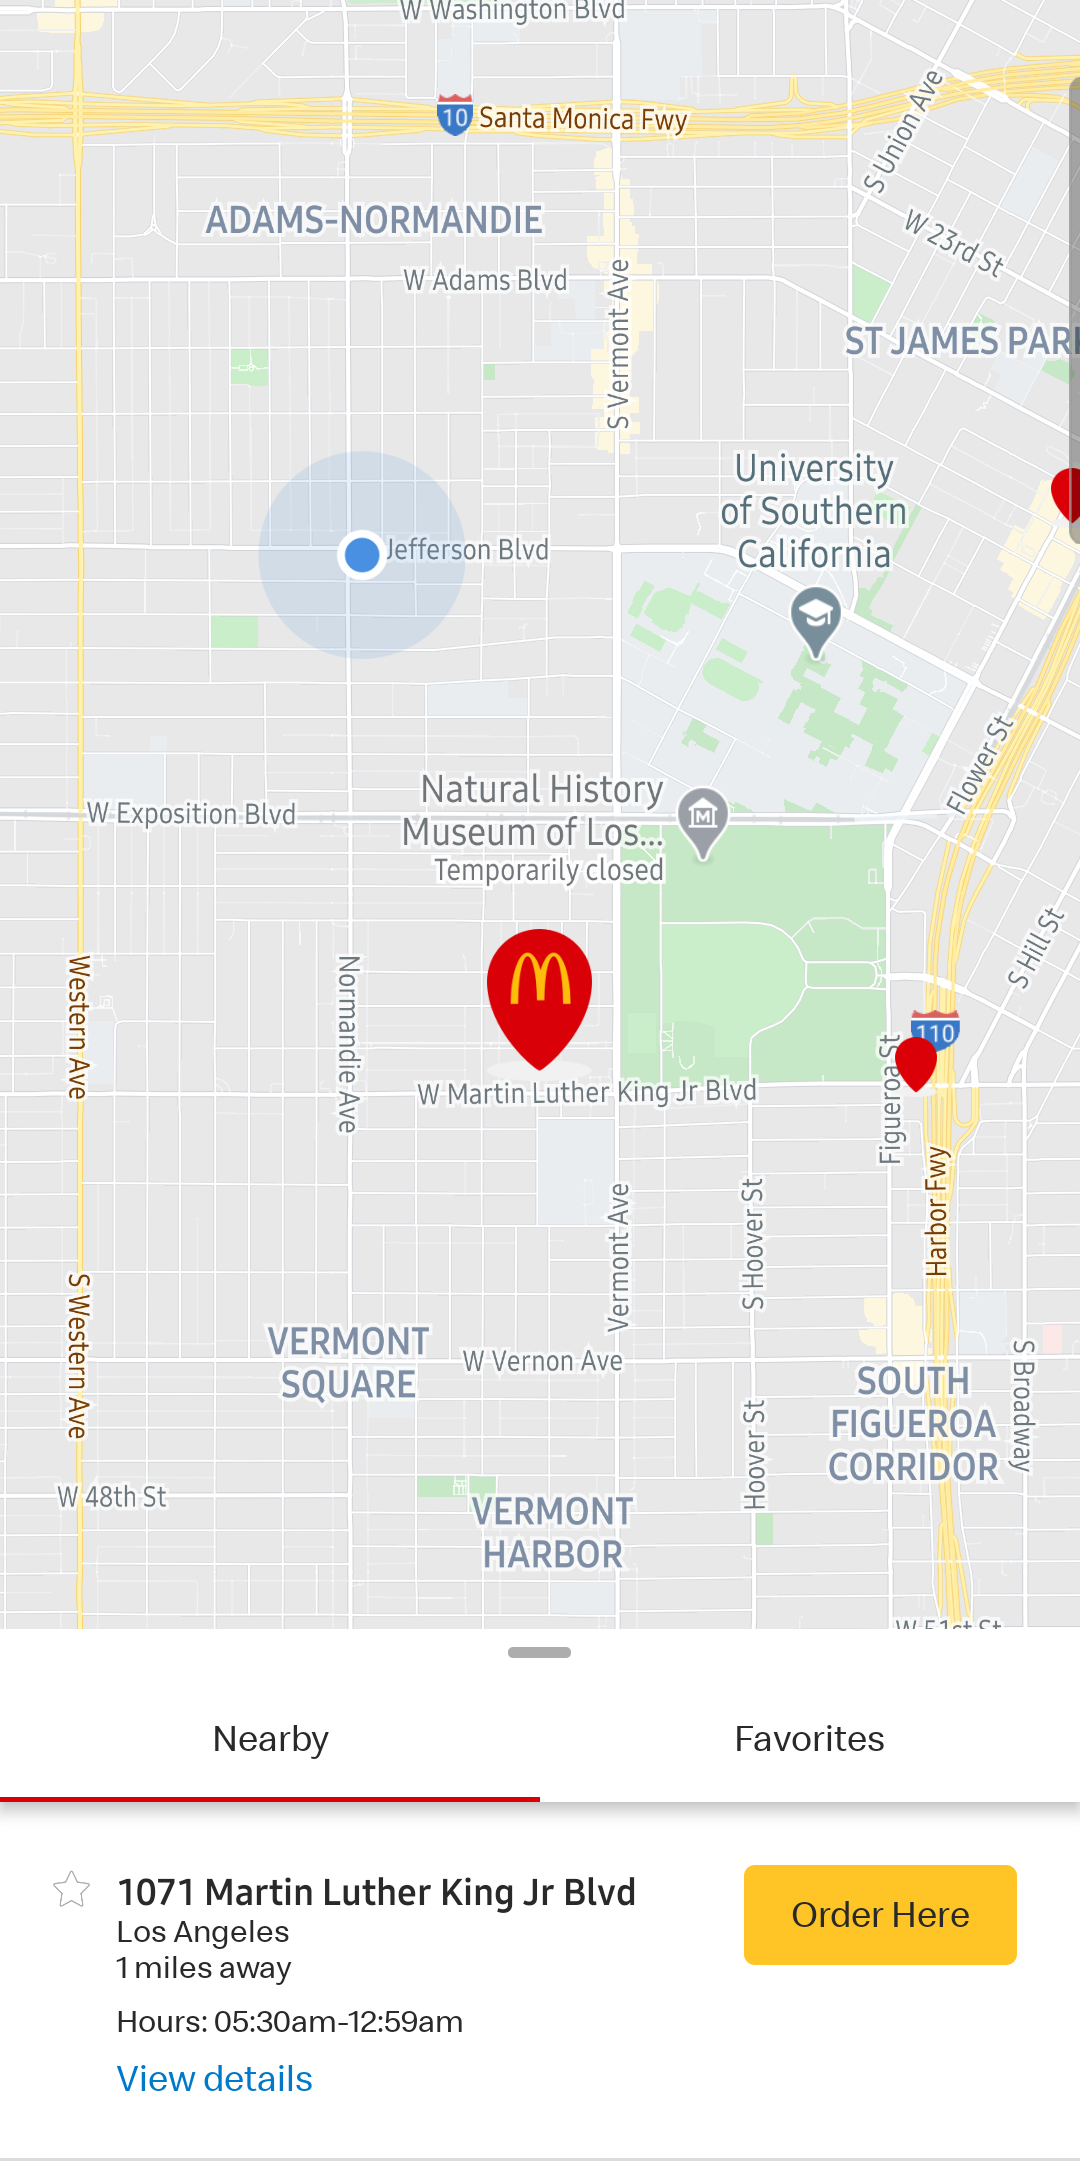 W Washington Blvd
10
Santa Monica Fwy
S Union Ave
ADAMS-NORMANDIE
W 23rd St
W Adams Blvd
S Vermont Ave
ST JAMES PARK
University
of Southern
California
Jefferson Blvd
Flower St
Natural History
Museum of Los...
Temporarily closed
W Exposition Blvd
S Hill St
Western Ave
Normandie Ave
110
Figueroa St
W Martin Luther King Jr Blvd
Harbor Fwy
S Hoover St
Vermont Ave
S Western Ave
VERMONT
SQUARE
W Vernon Ave
S Broadway
SOUTH
FIGUEROA
CORRIDOR
Hoover St
W 48th St
VERMONT
HARBOR
W 51st St
Nearby
Favorites
1071 Martin Luther King Jr Blvd
Order Here
Los Angeles
1 miles away
Hours: 05:30am-12:59am
View details